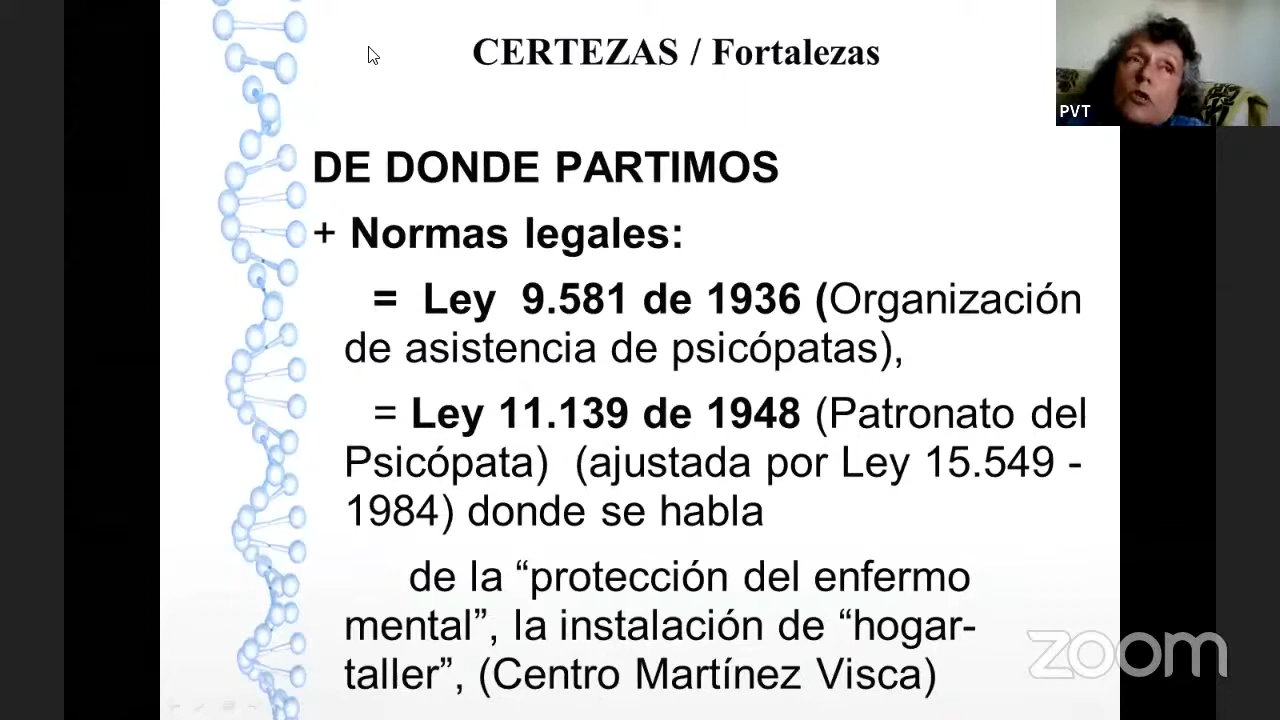 CERTEZAS / Fortalezas
PVT
DE DONDE PARTIMOS
+ Normas legales:
= Ley 9.581 de 1936 (Organización
de asistencia de psicópatas),
= Ley 11.139 de 1948 (Patronato del
Psicópata) (ajustada por Ley 15.549 -
1984) donde se habla
de la “protección del enfermo
mental”, la instalación de “hogar-
taller”, (Centro Martínez Visca)
zoom